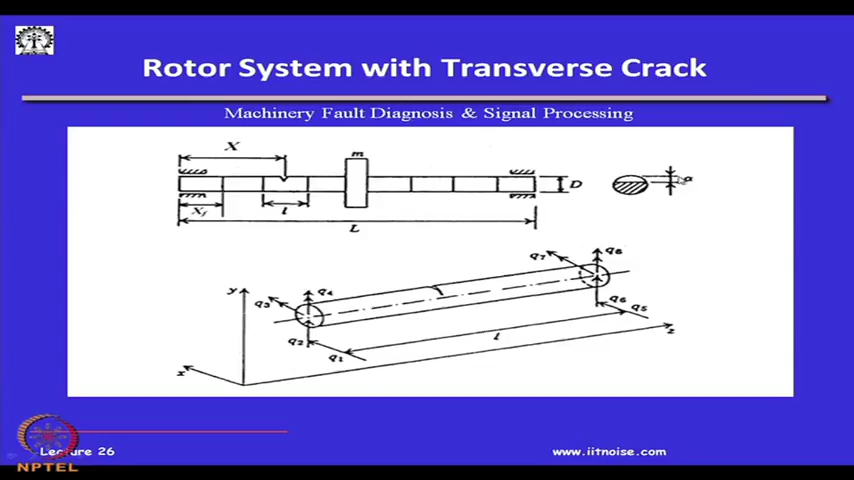 Rotor System with Transverse Crack
Machinery Fault Diagnosis & Signal Processing
X
m
D
a
X_f
l
L
q7
q8
y
q3
q4
q6
q5
q2
l
z
q1
x
Lecture 26
www.iitnoise.com
NPTEL